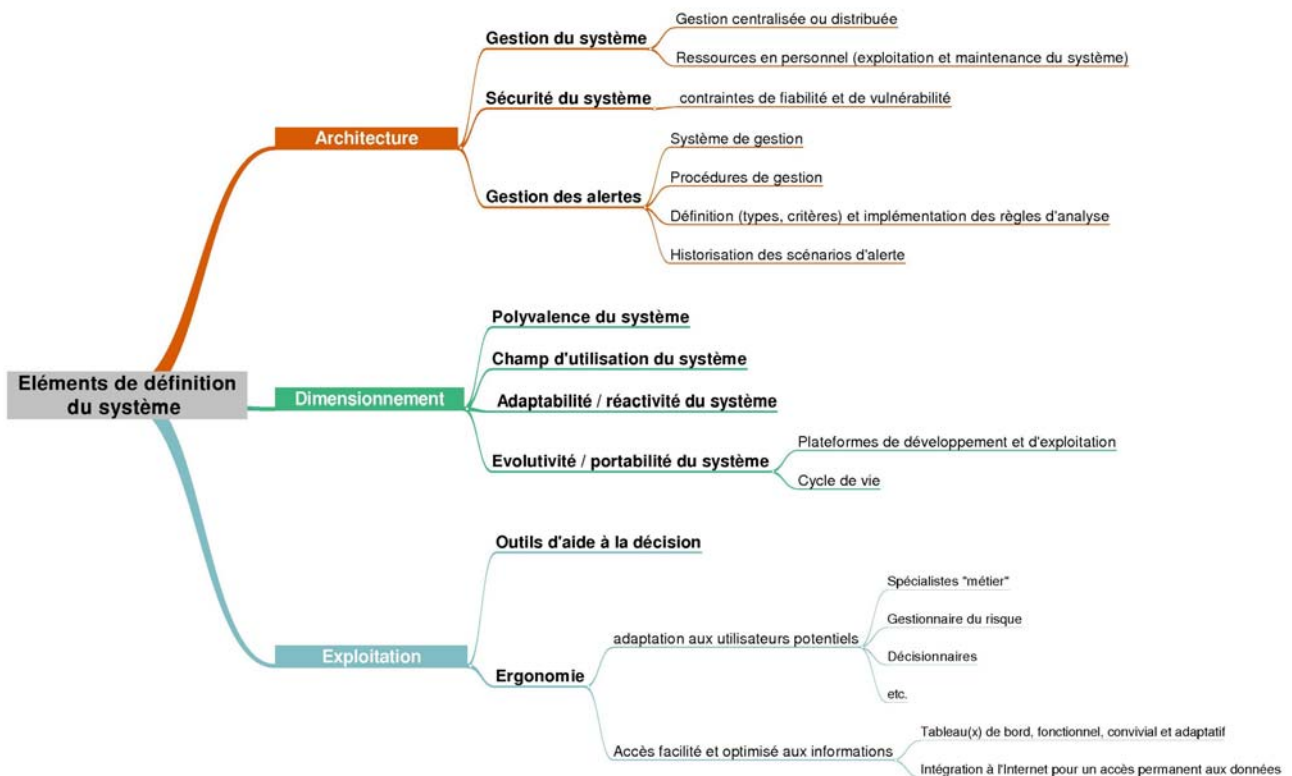 Eléments de définition
du système
Architecture
Gestion du système
Gestion centralisée ou distribuée
Ressources en personnel (exploitation et maintenance du système)
Sécurité du système
contraintes de fiabilité et de vulnérabilité
Gestion des alertes
Système de gestion
Procédures de gestion
Définition (types, critères) et implémentation des règles d'analyse
Historisation des scénarios d'alerte
Dimensionnement
Polyvalence du système
Champ d'utilisation du système
Adaptabilité / réactivité du système
Evolutivité / portabilité du système
Plateformes de développement et d'exploitation
Cycle de vie
Exploitation
Outils d'aide à la décision
Ergonomie
adaptation aux utilisateurs potentiels
Spécialistes "métier"
Gestionnaire du risque
Décisionnaires
etc.
Accès facilité et optimisé aux informations
Tableau(x) de bord, fonctionnel, convivial et adaptatif
Intégration à l'Internet pour un accès permanent aux données